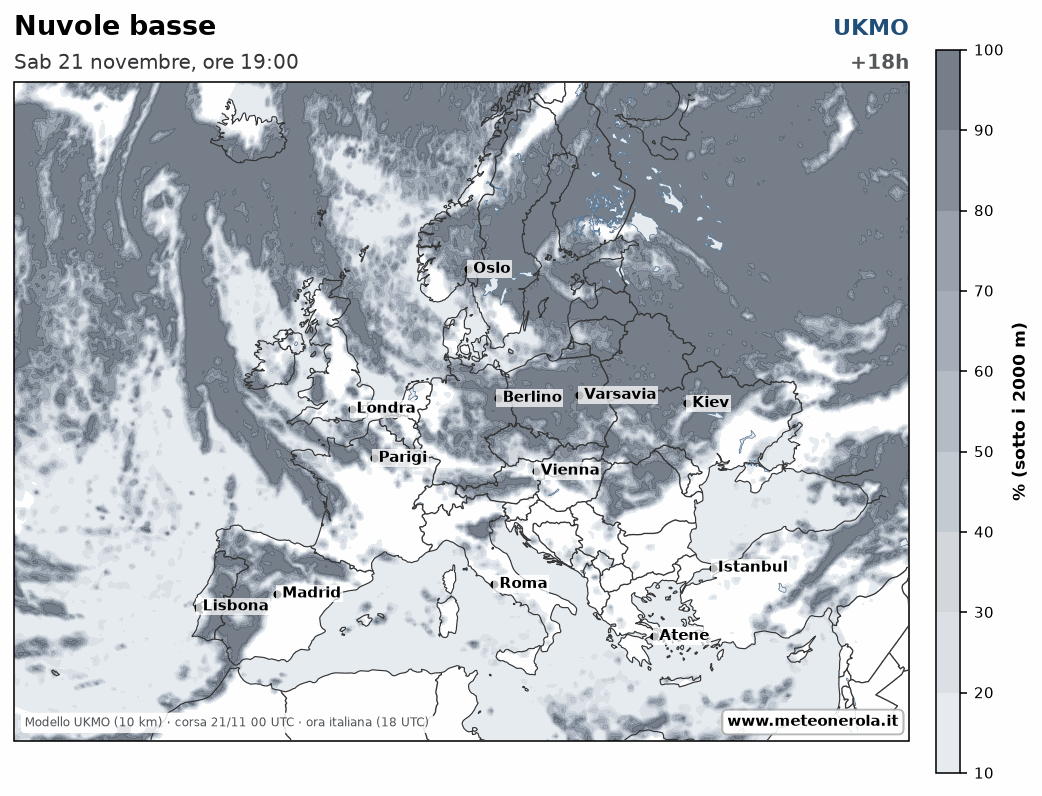 Nuvole basse
UKMO
Sab 21 novembre, ore 19:00
+18h
Oslo
Berlino
Varsavia
Kiev
Londra
Parigi
Vienna
Istanbul
Roma
Madrid
Lisbona
Atene
Modello UKMO (10 km) · corsa 21/11 00 UTC · ora italiana (18 UTC)
www.meteonerola.it
100
90
80
70
60
50
40
30
20
10
% (sotto i 2000 m)